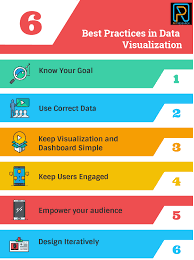 6
Best Practices in Data
Visualization
Know Your Goal
1
Use Correct Data
2
Keep Visualization and
Dashboard Simple
3
Keep Users Engaged
4
Empower your audience
5
Design Iteratively
6